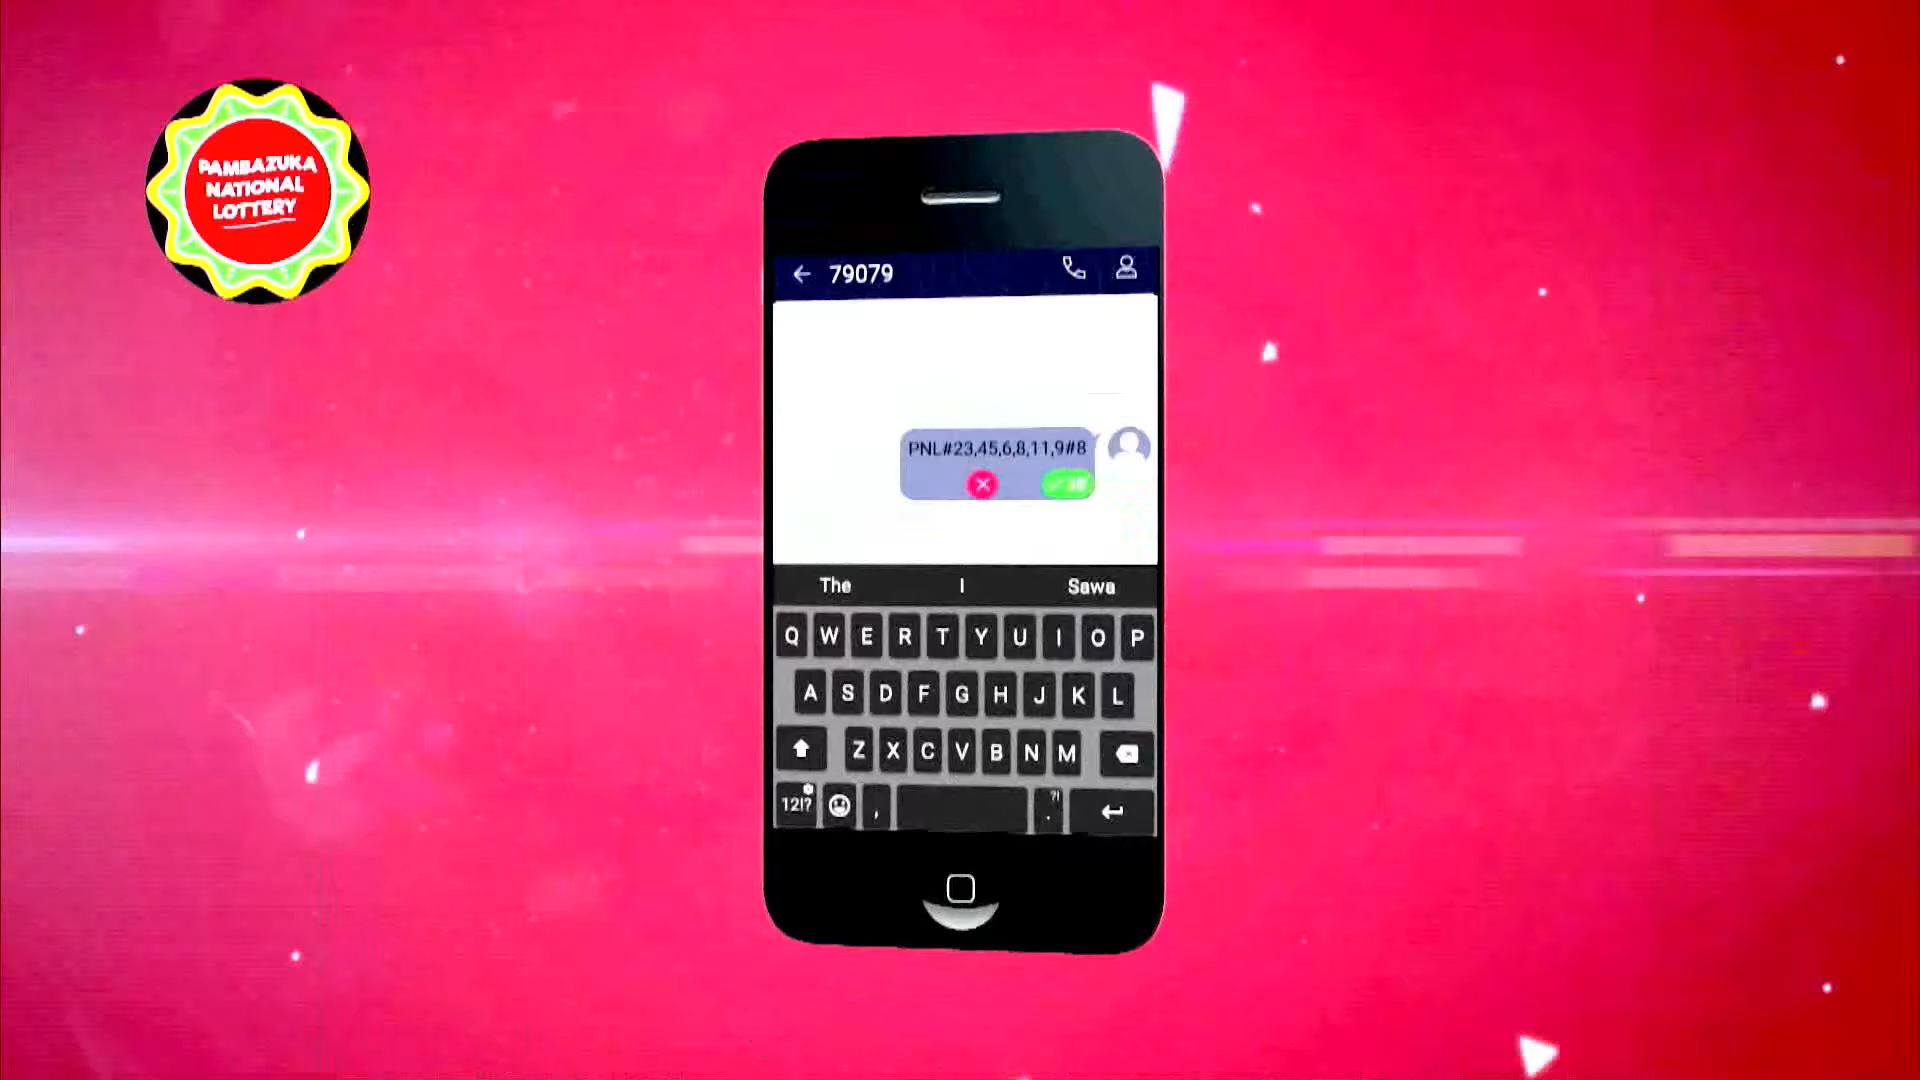 PAMBAZUKA
NATIONAL
LOTTERY
79079
PNL#23,45,6,8,11,9#8
The I Sawa
Q W E R T Y U I O P
A S D F G H J K L
Z X C V B N M
12!? , ?! .